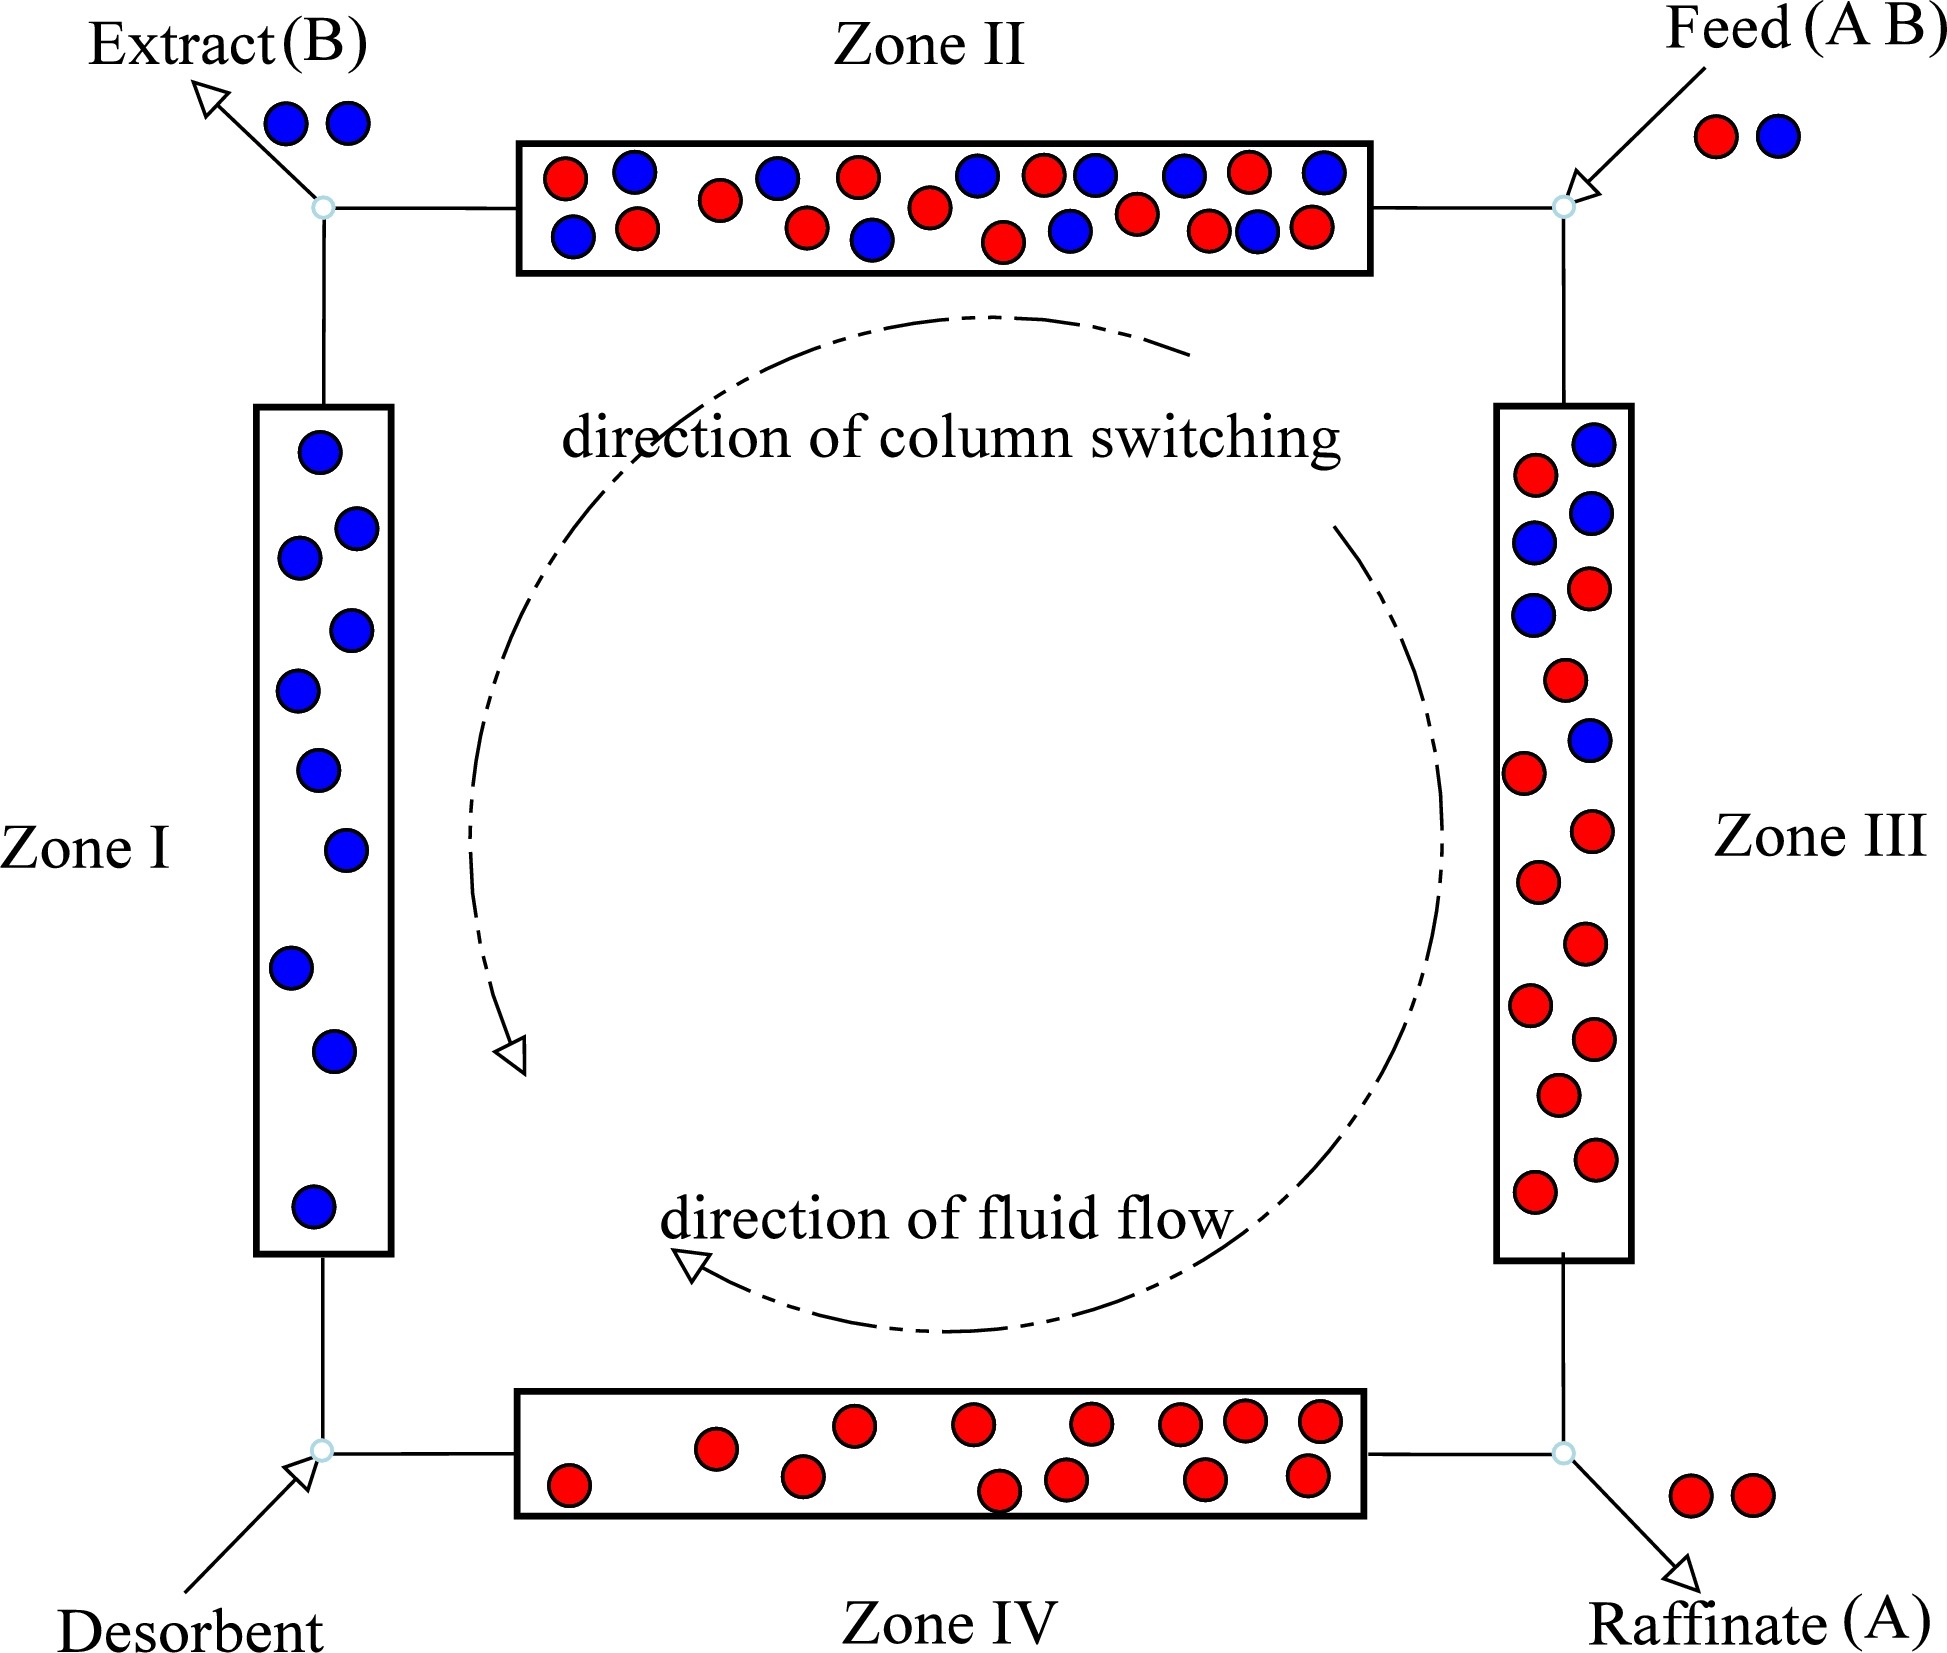 Extract (B)
Zone II
Feed (A B)
direction of column switching
Zone I
Zone III
direction of fluid flow
Desorbent
Zone IV
Raffinate (A)